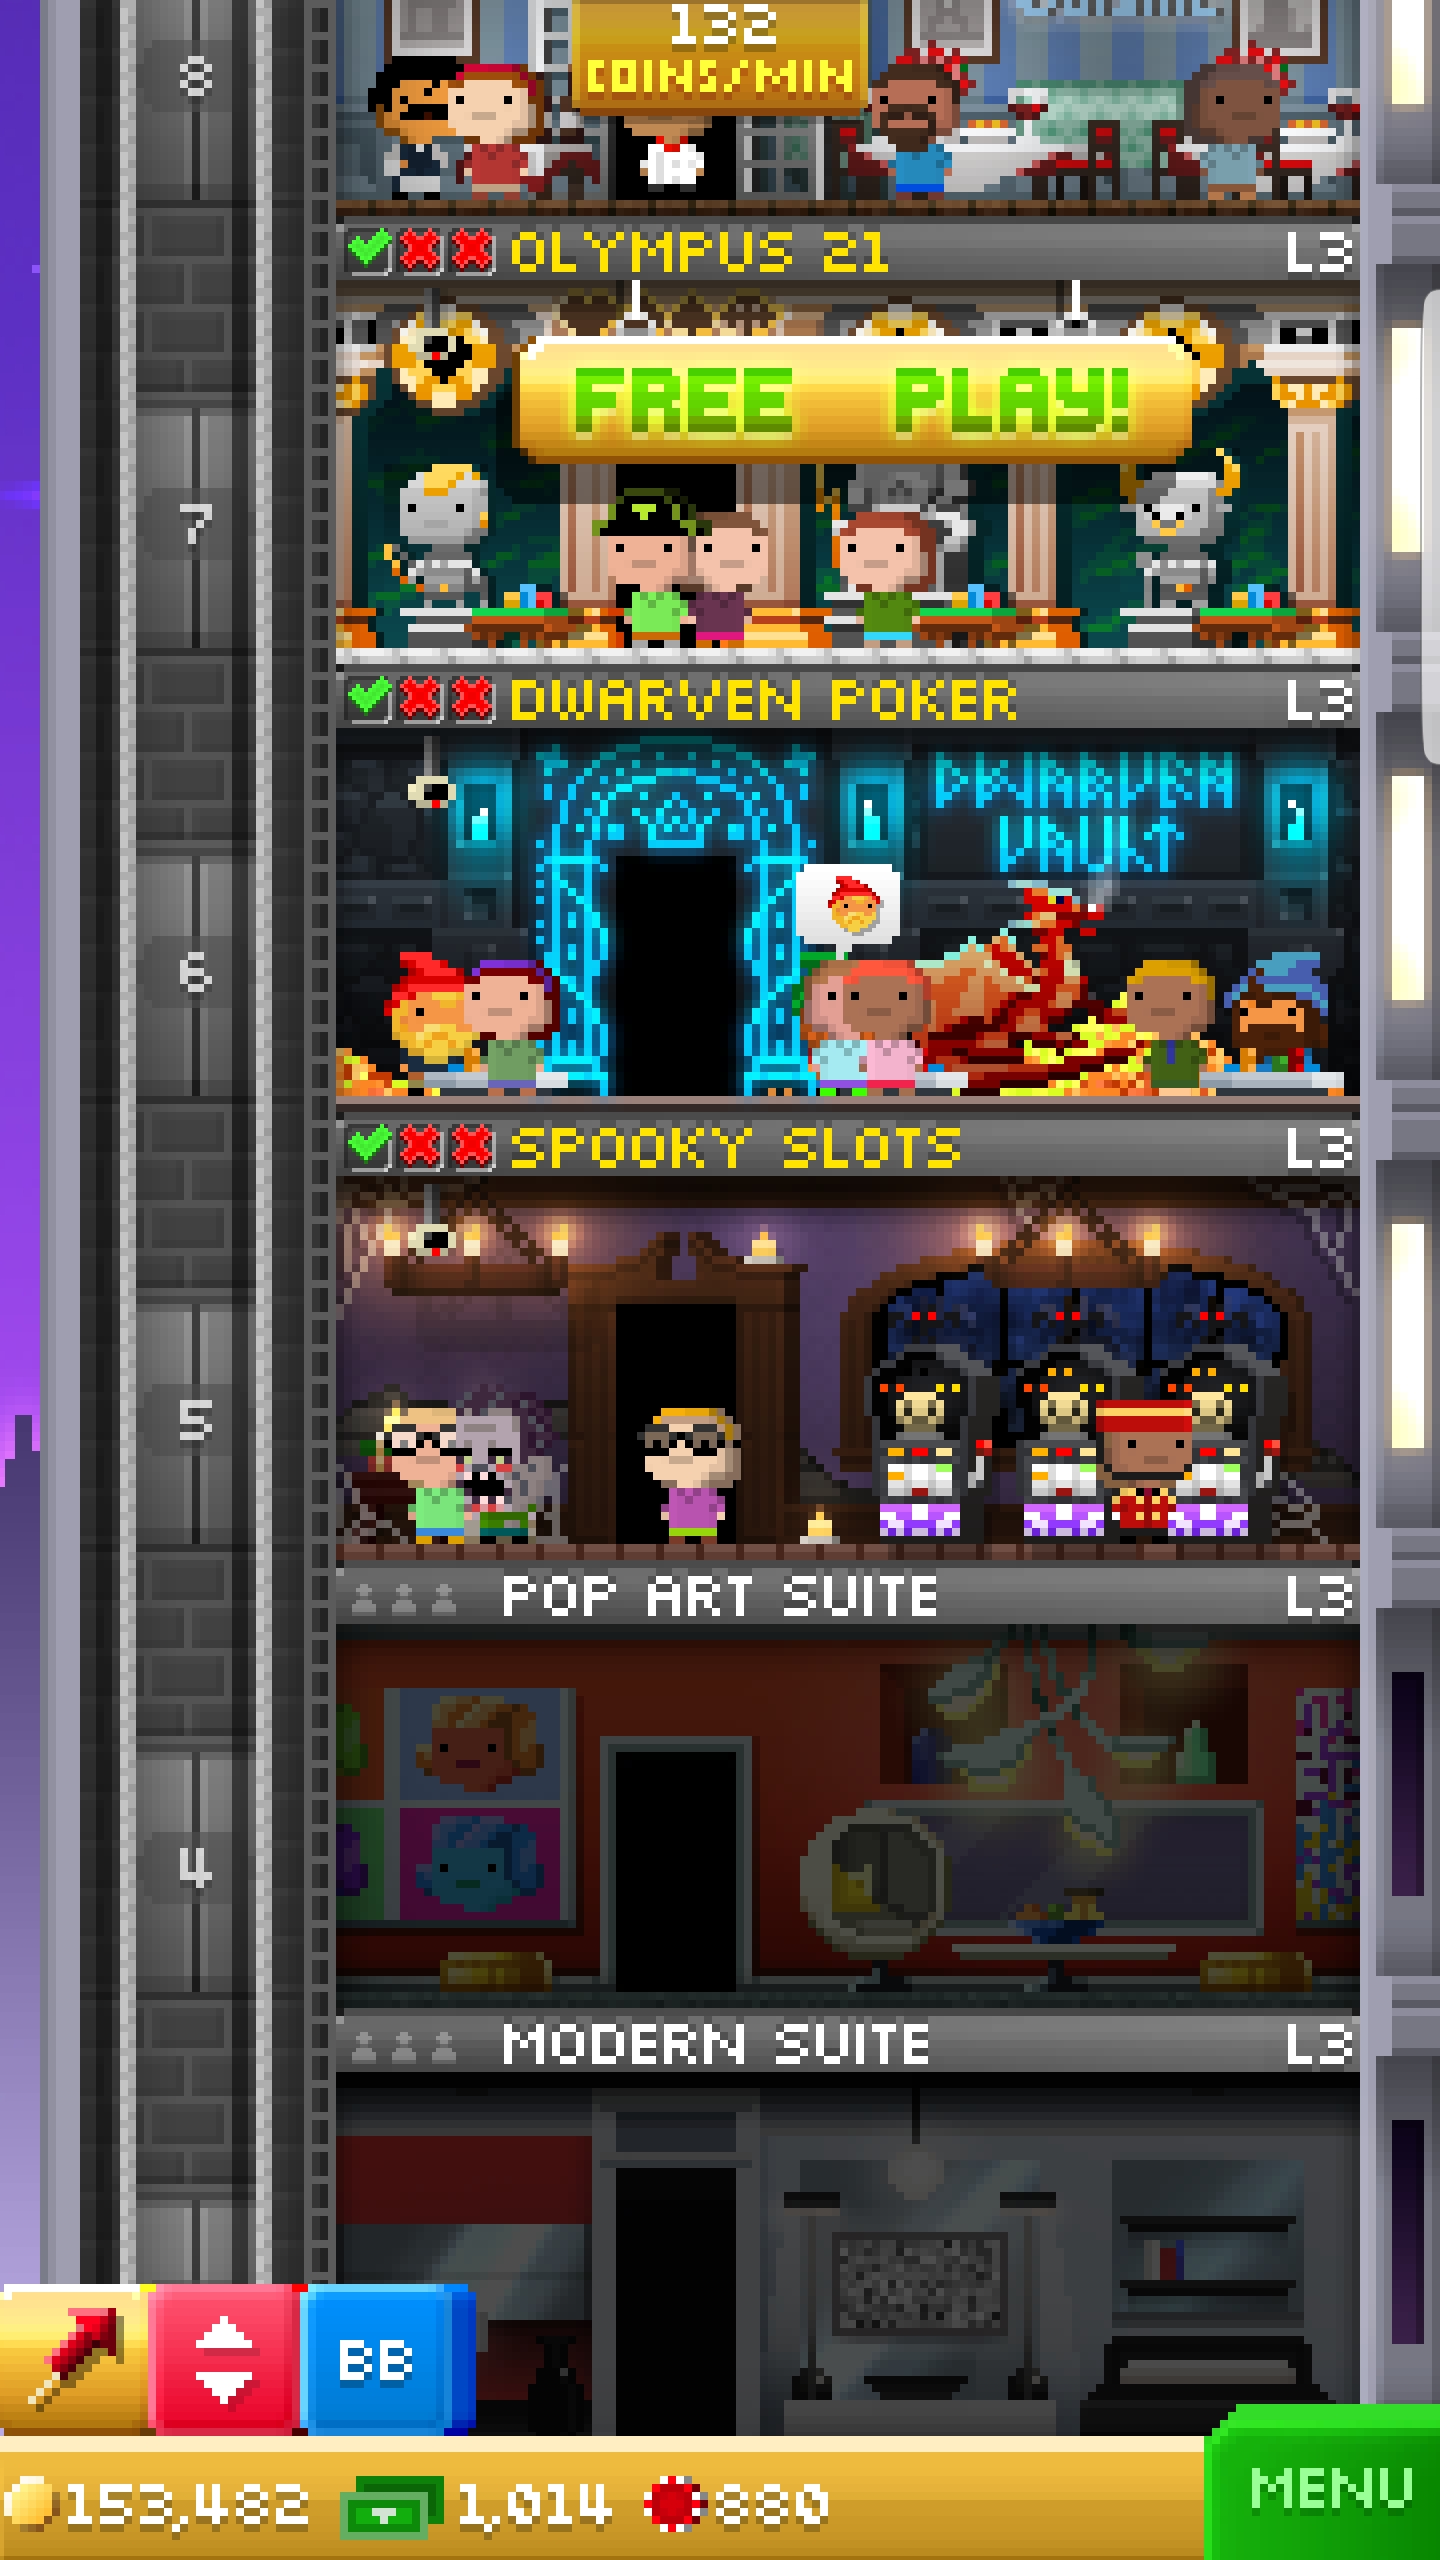 132
COINS/MIN
8
OLYMPUS 21 L3
FREE PLAY!
7
DWARVEN POKER L3
DWARVEN
VAULT
6
SPOOKY SLOTS L3
5
POP ART SUITE L3
4
MODERN SUITE L3
BB
153,482 1,014 880
MENU